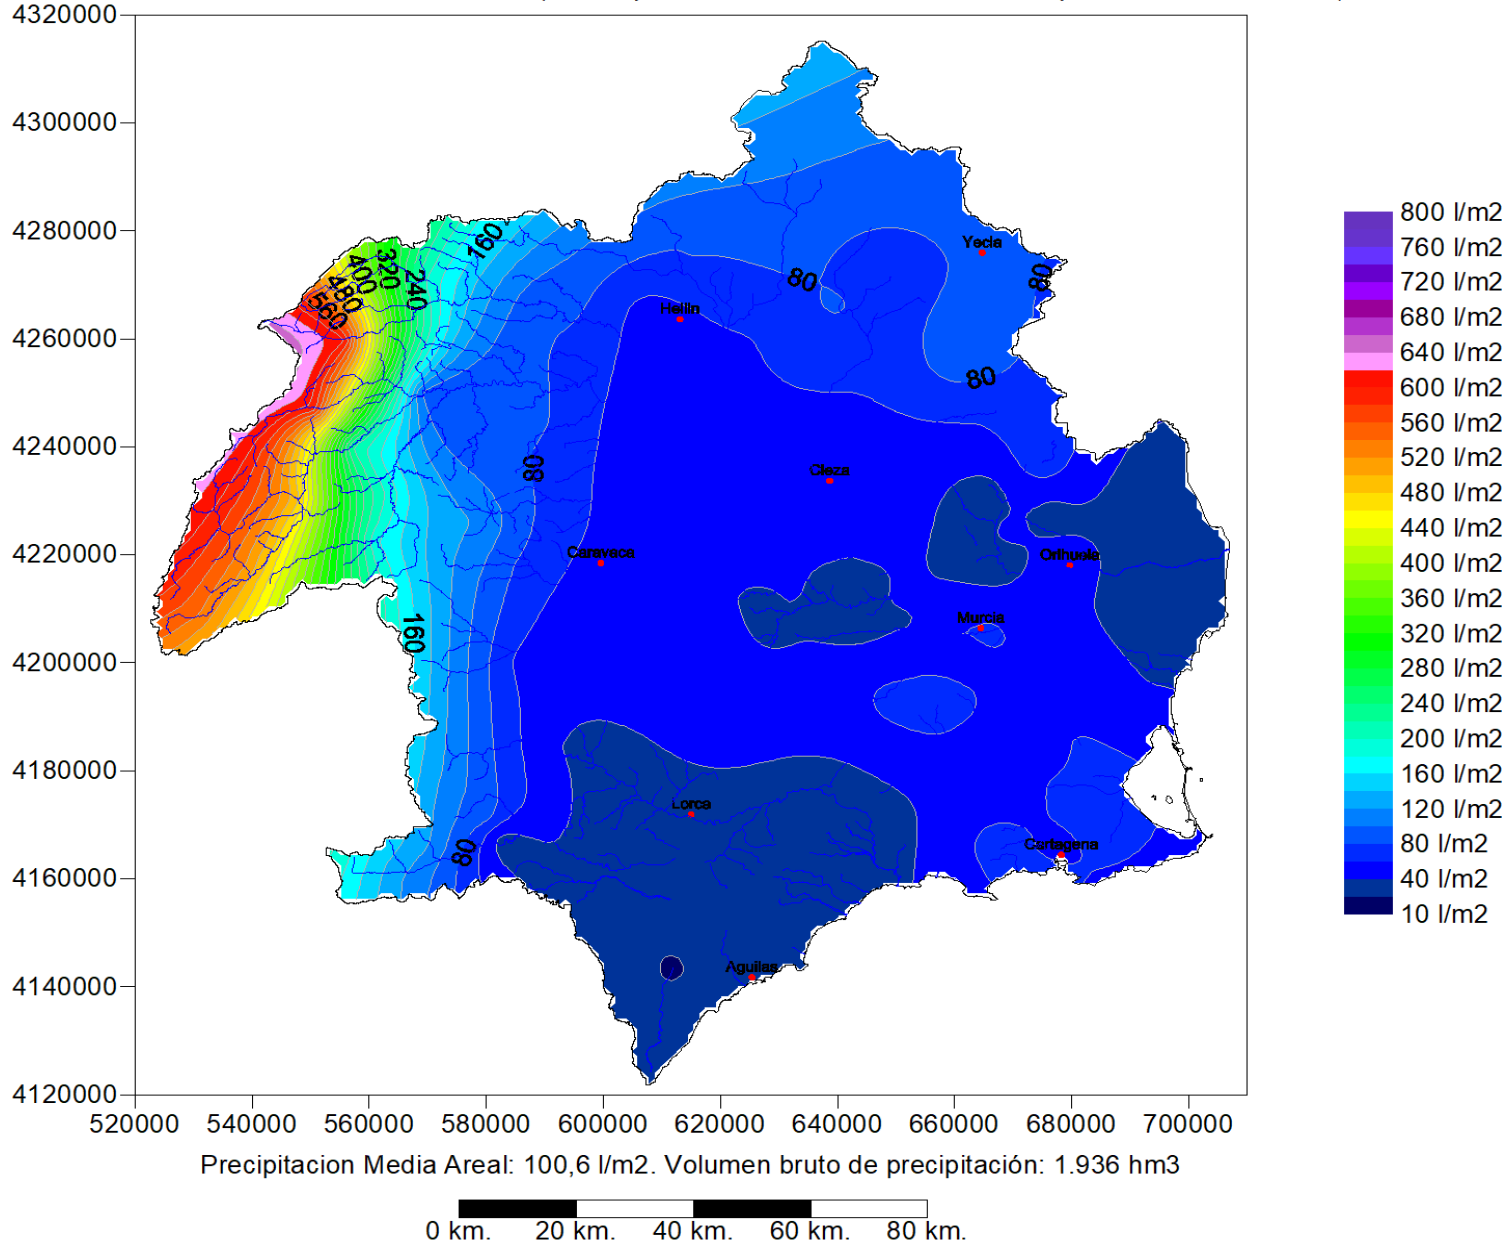 4320000
4300000
4280000
4260000
4240000
4220000
4200000
4180000
4160000
4140000
4120000
520000 540000 560000 580000 600000 620000 640000 660000 680000 700000
160
240
320
400
480
560
80
80
80
80
160
80
Yecla
Hellin
Cieza
Caravaca
Orihuela
Murcia
Lorca
Cartagena
Aguilas
800 l/m2
760 l/m2
720 l/m2
680 l/m2
640 l/m2
600 l/m2
560 l/m2
520 l/m2
480 l/m2
440 l/m2
400 l/m2
360 l/m2
320 l/m2
280 l/m2
240 l/m2
200 l/m2
160 l/m2
120 l/m2
80 l/m2
40 l/m2
10 l/m2
Precipitacion Media Areal: 100,6 l/m2. Volumen bruto de precipitación: 1.936 hm3
0 km. 20 km. 40 km. 60 km. 80 km.